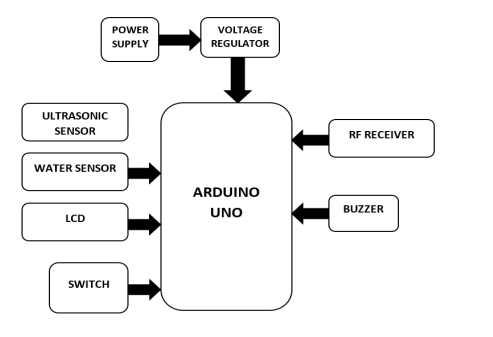 POWER
SUPPLY
VOLTAGE
REGULATOR
ULTRASONIC
SENSOR
WATER SENSOR
LCD
SWITCH
ARDUINO
UNO
RF RECEIVER
BUZZER